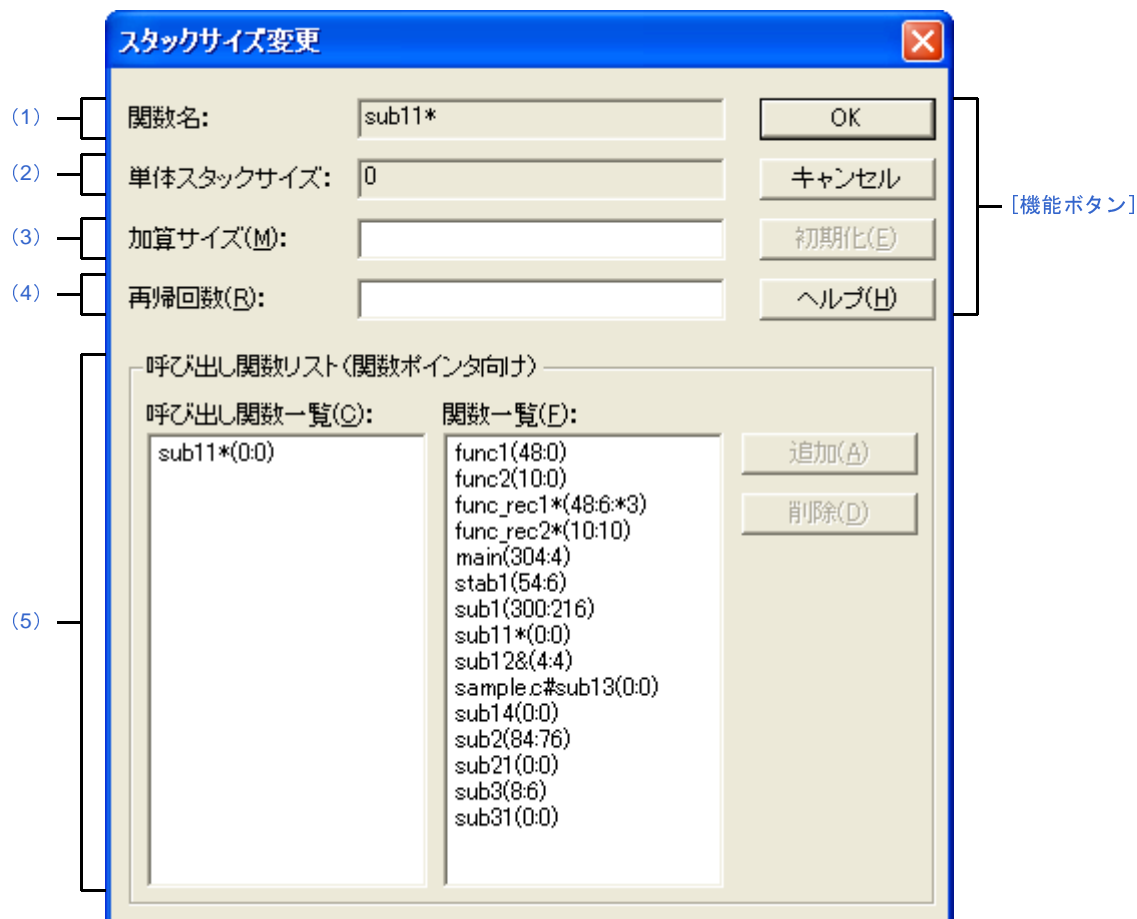 スタックサイズ変更
(1) 関数名: sub11* OK
(2) 単体スタックサイズ: 0 キャンセル
[機能ボタン]
(3) 加算サイズ(M): 初期化(E)
(4) 再帰回数(R): ヘルプ(H)
呼び出し関数リスト(関数ポインタ向け)
呼び出し関数一覧(C): 関数一覧(F):
sub11*(0:0)
func1(48:0)
func2(10:0)
func_rec1*(48:6:*3)
func_rec2*(10:10)
main(304:4)
stab1(54:6)
sub1(300:216)
sub11*(0:0)
sub12&(4:4)
sample.c#sub13(0:0)
sub14(0:0)
sub2(84:76)
sub21(0:0)
sub3(8:6)
sub31(0:0)
追加(A)
削除(D)
(5)